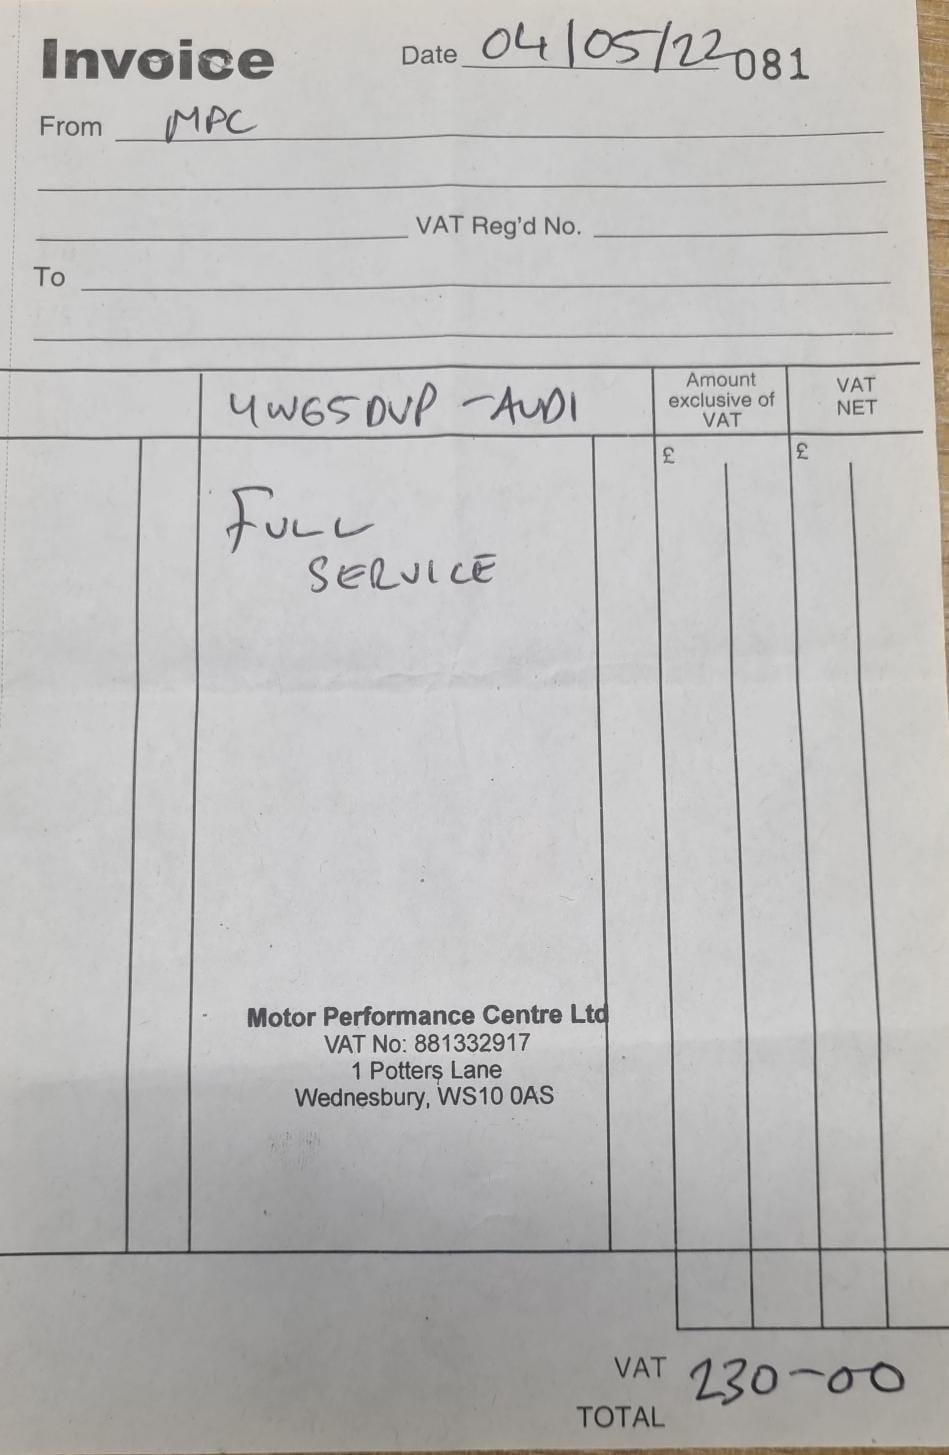 Invoice Date 04/05/22 081
From MPC
VAT Reg'd No.
To
YW65DVP - AUDI
Amount exclusive of VAT
VAT NET
£ £
FULL
SERVICE
Motor Performance Centre Ltd
VAT No: 881332917
1 Potters Lane
Wednesbury, WS10 0AS
VAT 230-00
TOTAL